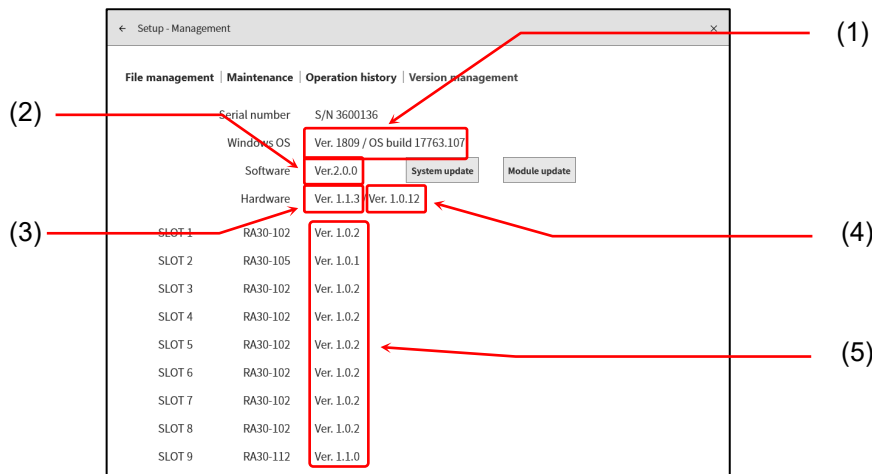 ← Setup - Management ×
(1)
File management | Maintenance | Operation history | Version management
(2)
Serial number S/N 3600136
Windows OS Ver. 1809 / OS build 17763.107
Software Ver.2.0.0 System update Module update
Hardware Ver. 1.1.3 / Ver. 1.0.12
(3)
(4)
SLOT 1 RA30-102 Ver. 1.0.2
SLOT 2 RA30-105 Ver. 1.0.1
SLOT 3 RA30-102 Ver. 1.0.2
SLOT 4 RA30-102 Ver. 1.0.2
SLOT 5 RA30-102 Ver. 1.0.2
(5)
SLOT 6 RA30-102 Ver. 1.0.2
SLOT 7 RA30-102 Ver. 1.0.2
SLOT 8 RA30-102 Ver. 1.0.2
SLOT 9 RA30-112 Ver. 1.1.0